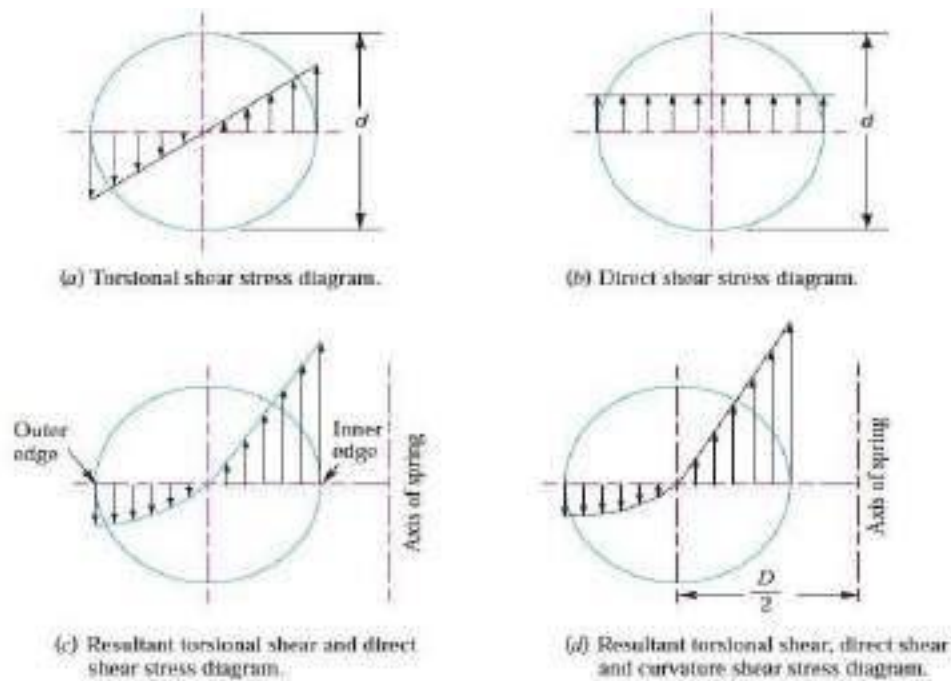 d
d
(a) Torsional shear stress diagram.
(b) Direct shear stress diagram.
Outer
edge
Inner
edge
Axis of spring
Axis of spring
D
2
(c) Resultant torsional shear and direct
shear stress diagram.
(d) Resultant torsional shear, direct shear
and curvature shear stress diagram.